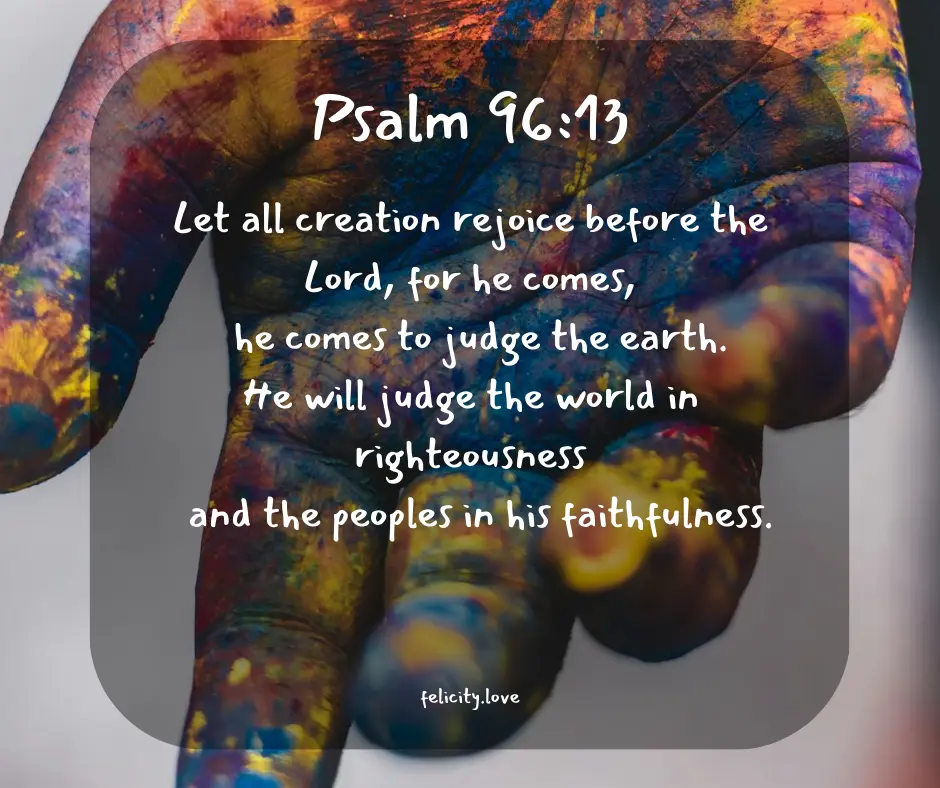 Psalm 96:13
Let all creation rejoice before the
Lord, for he comes,
he comes to judge the earth.
He will judge the world in
righteousness
and the peoples in his faithfulness.
felicity.love